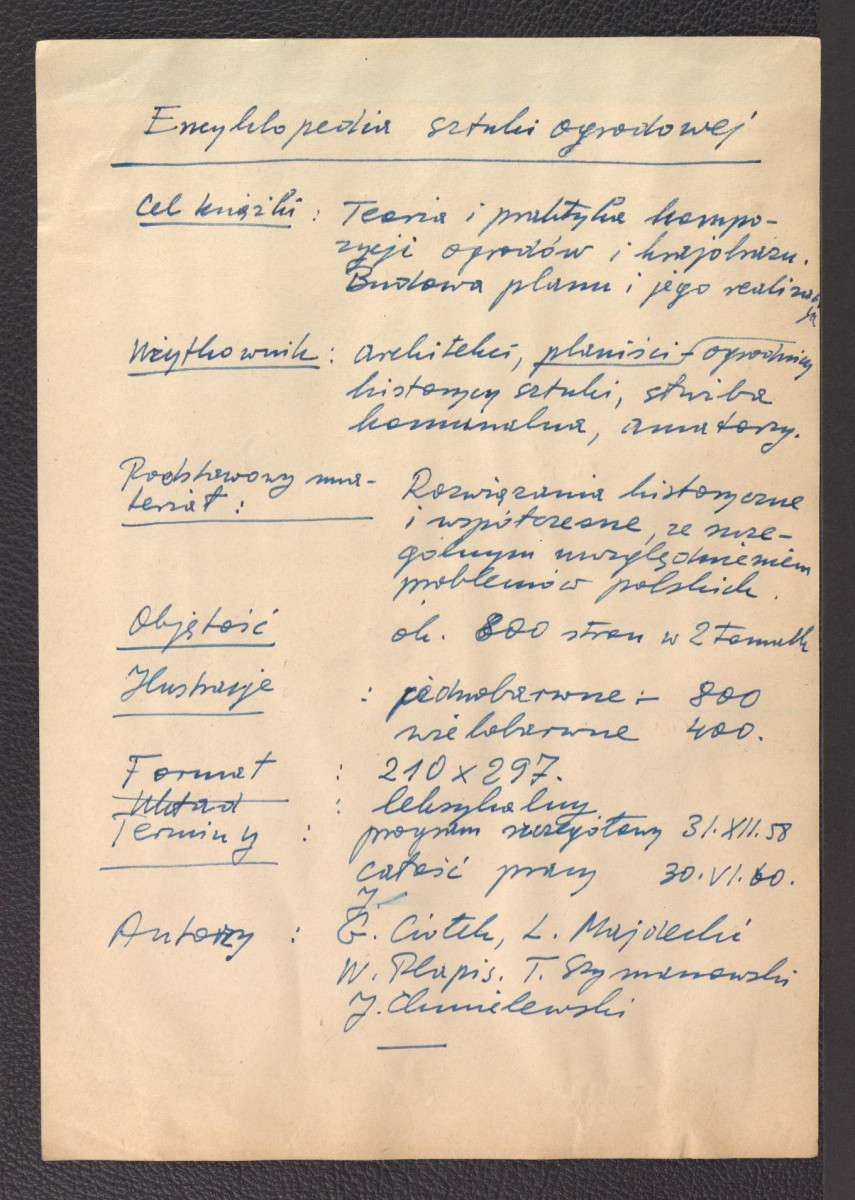 Encyklopedia sztuki ogrodowej
Cel książki : Teoria i praktyka kompo-
zycji ogrodów i krajobrazu.
Budowa planu i jego realizacja
Użytkownik : architekci, planiści - ogrodnicy
historycy sztuki, służba
komunalna, amatorzy.
Podstawowy ma-
teriał :
Rozwiązania historyczne
i współczesne, ze szcze-
gólnym uwzględnieniem
problemów polskich.
Objętość ok. 800 stron w 2 tomach
Ilustracje : jednobarwne :- 800
wielobarwne 400.
Format : 210 x 297.
Układ : leksykalny
Terminy : program szczegółowy 31.XII.58
całość pracy 30.VI.60.
Autorzy : G. Ciołek, L. Majdecki
W. Plapis. T. Szymanowski
J. Chmielewski